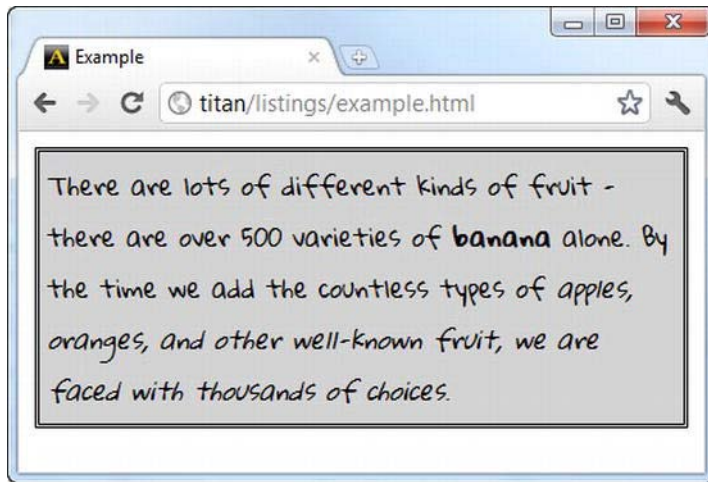 Example
titan/listings/example.html
There are lots of different kinds of fruit -
there are over 500 varieties of banana alone. By
the time we add the countless types of apples,
oranges, and other well-known fruit, we are
faced with thousands of choices.